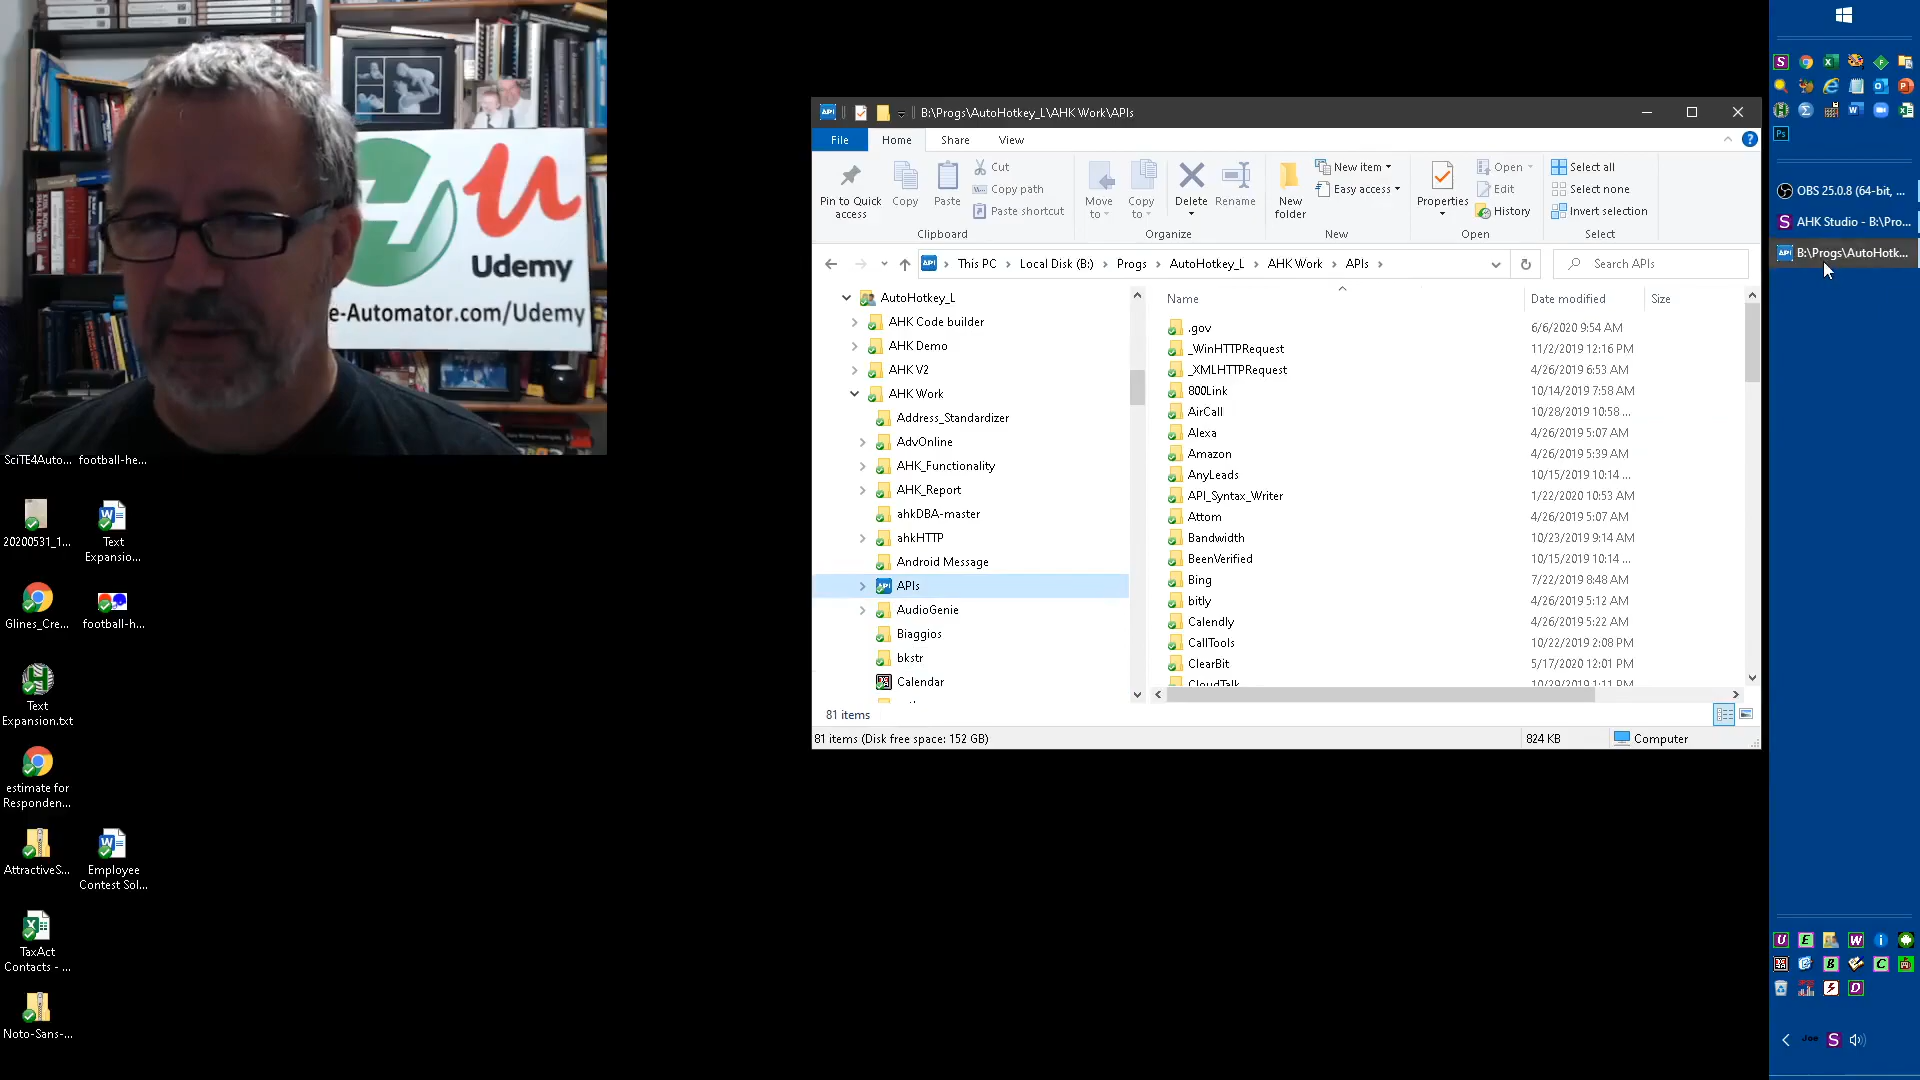 Udemy
e-Automator.com/Udemy
SciTE4Auto...
football-he...
20200531_1...
Text
Expansio...
Glines_Cre...
football-h...
Text
Expansion.txt
estimate for
Responden...
AttractiveS...
Employee
Contest Sol...
TaxAct
Contacts - ...
Noto-Sans-...
API
B:\Progs\AutoHotkey_L\AHK Work\APIs
File
Home
Share
View
Pin to Quick
access
Copy
Paste
Cut
Copy path
Paste shortcut
Clipboard
Move
to
Copy
to
Delete
Rename
Organize
New
folder
New item
Easy access
New
Properties
Open
Edit
History
Open
Select all
Select none
Invert selection
Select
This PC
Local Disk (B:)
Progs
AutoHotkey_L
AHK Work
APIs
Search APIs
AutoHotkey_L
AHK Code builder
AHK Demo
AHK V2
AHK Work
Address_Standardizer
AdvOnline
AHK_Functionality
AHK_Report
ahkDBA-master
ahkHTTP
Android Message
APIs
AudioGenie
Biaggios
bkstr
Calendar
Name Date modified Size
.gov 6/6/2020 9:54 AM
_WinHTTPRequest 11/2/2019 12:16 PM
_XMLHTTPRequest 4/26/2019 6:53 AM
800Link 10/14/2019 7:58 AM
AirCall 10/28/2019 10:58 ...
Alexa 4/26/2019 5:07 AM
Amazon 4/26/2019 5:39 AM
AnyLeads 10/15/2019 10:14 ...
API_Syntax_Writer 1/22/2020 10:53 AM
Attom 4/26/2019 5:07 AM
Bandwidth 10/23/2019 9:14 AM
BeenVerified 10/15/2019 10:14 ...
Bing 7/22/2019 8:48 AM
bitly 4/26/2019 5:12 AM
Calendly 4/26/2019 5:22 AM
CallTools 10/22/2019 2:08 PM
ClearBit 5/17/2020 12:01 PM
CloudTalk 10/29/2019 1:11 PM
81 items
81 items (Disk free space: 152 GB)
824 KB
Computer
OBS 25.0.8 (64-bit, ...
AHK Studio - B:\Pro...
B:\Progs\AutoHotk...
Joe